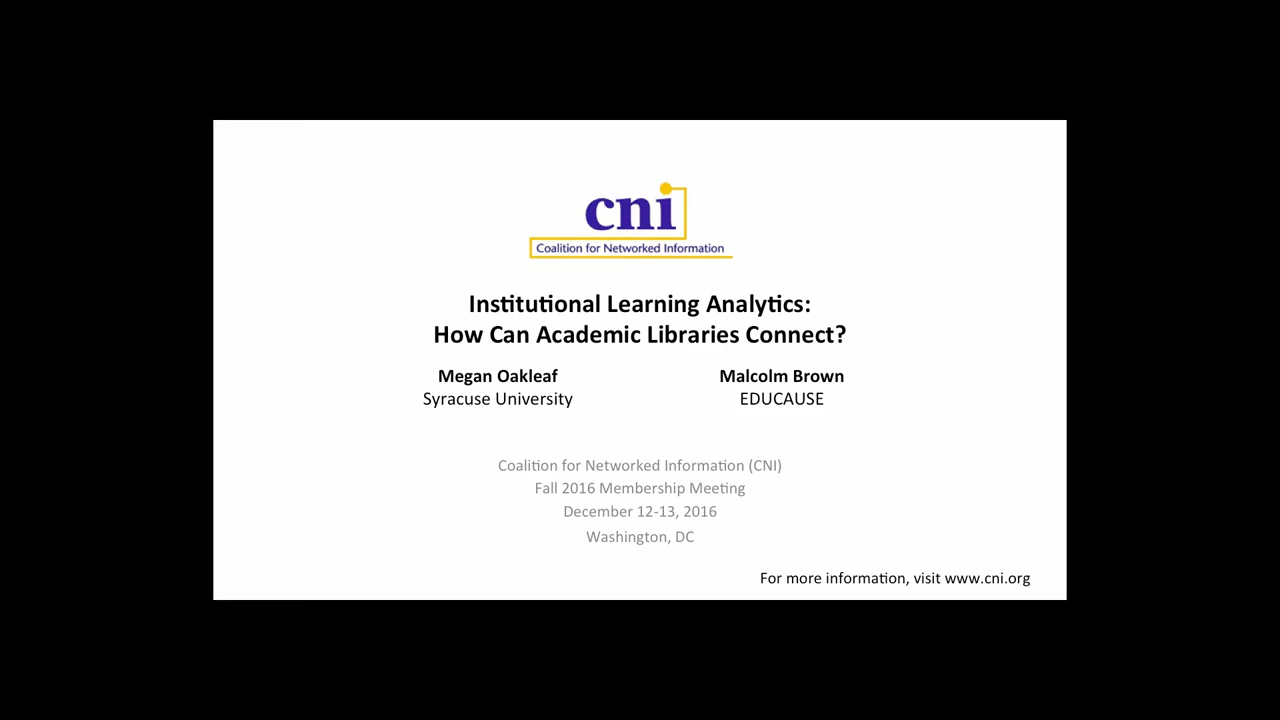 cni
Coalition for Networked Information
Institutional Learning Analytics:
How Can Academic Libraries Connect?
Megan Oakleaf
Syracuse University
Malcolm Brown
EDUCAUSE
Coalition for Networked Information (CNI)
Fall 2016 Membership Meeting
December 12-13, 2016
Washington, DC
For more information, visit www.cni.org